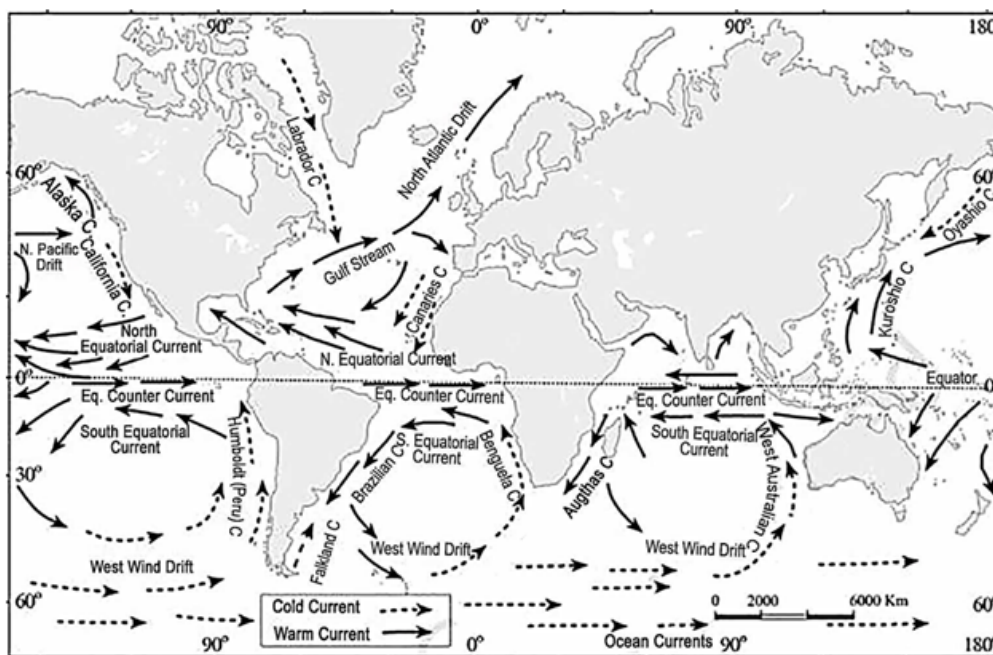 90°
0
90°
180°
60°
60°
Labrador C
North Atlantic Drift
Alaska C
California C
N. Pacific
Drift
Gulf Stream
Canaries C
Oyashio C
Kuroshio C
North
Equatorial Current
N. Equatorial Current
0°
Equator
0°
Eq. Counter Current
Eq. Counter Current
Eq. Counter Current
South Equatorial
Current
Humboldt (Peru) C
Brazilian C
S. Equatorial
Current
Benguela C
Augthas C
South Equatorial
Current
Nest Australian C
30°
30°
Falkland C
West Wind Drift
West Wind Drift
West Wind Drift
60°
60°
Cold Current
Warm Current
0 2000 6000 Km
Ocean Currents
90°
0°
90°
180°